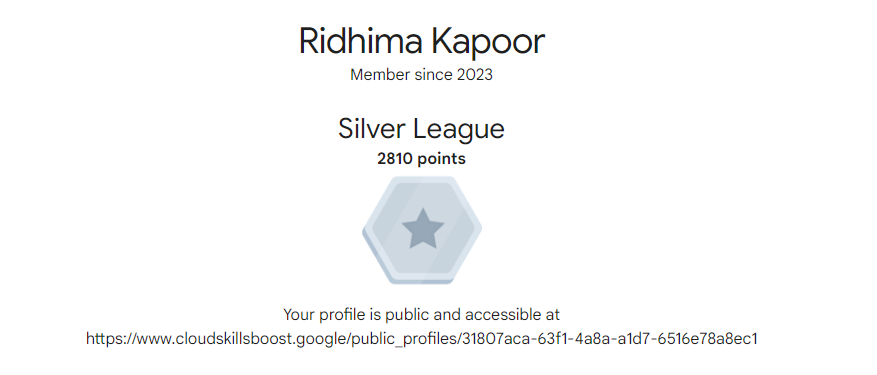 Ridhima Kapoor
Member since 2023
Silver League
2810 points
Your profile is public and accessible at
https://www.cloudskillsboost.google/public_profiles/31807aca-63f1-4a8a-a1d7-6516e78a8ec1